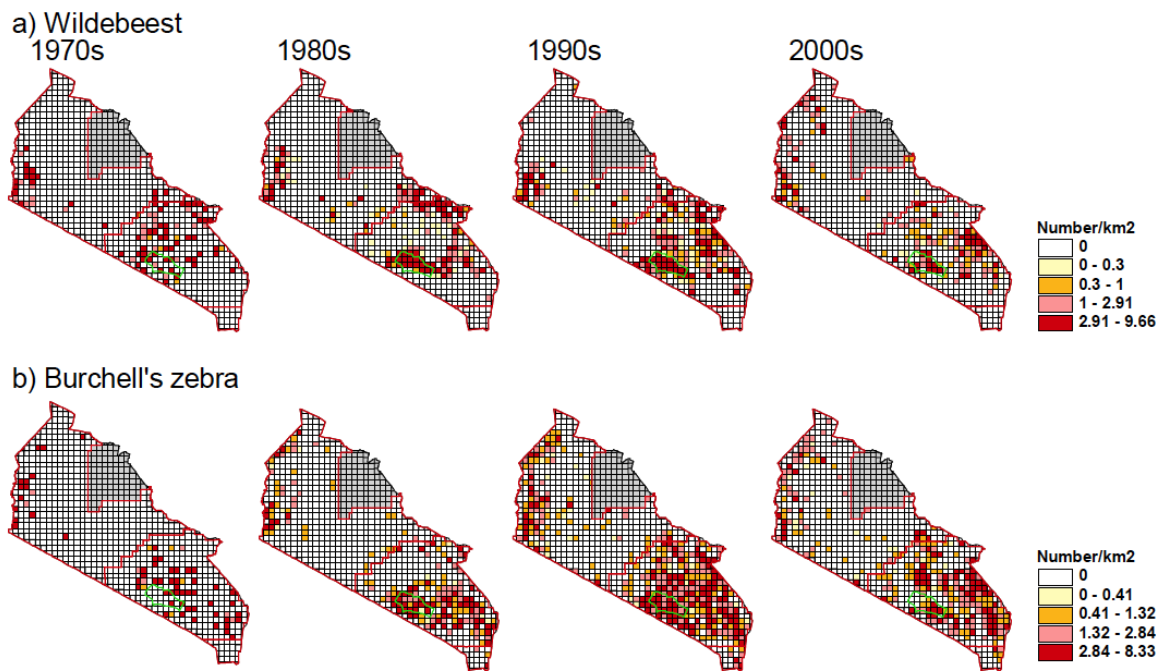 a) Wildebeest
1970s
1980s
1990s
2000s
Number/km2
0
0 - 0.3
0.3 - 1
1 - 2.91
2.91 - 9.66
b) Burchell's zebra
Number/km2
0
0 - 0.41
0.41 - 1.32
1.32 - 2.84
2.84 - 8.33